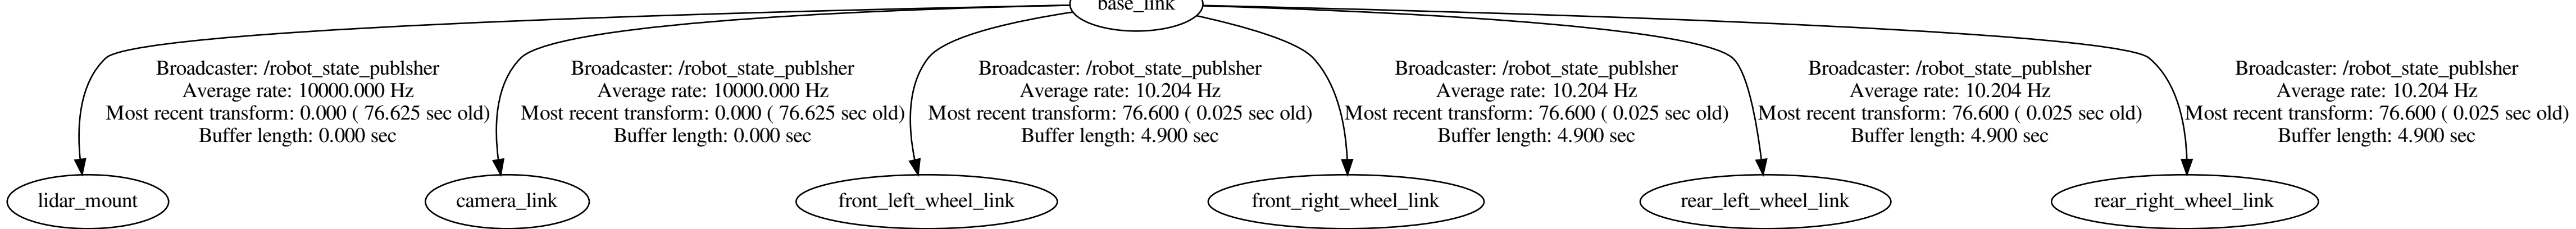 base_link
Broadcaster: /robot_state_publsher
Average rate: 10000.000 Hz
Most recent transform: 0.000 ( 76.625 sec old)
Buffer length: 0.000 sec
Broadcaster: /robot_state_publsher
Average rate: 10000.000 Hz
Most recent transform: 0.000 ( 76.625 sec old)
Buffer length: 0.000 sec
Broadcaster: /robot_state_publsher
Average rate: 10.204 Hz
Most recent transform: 76.600 ( 0.025 sec old)
Buffer length: 4.900 sec
Broadcaster: /robot_state_publsher
Average rate: 10.204 Hz
Most recent transform: 76.600 ( 0.025 sec old)
Buffer length: 4.900 sec
Broadcaster: /robot_state_publsher
Average rate: 10.204 Hz
Most recent transform: 76.600 ( 0.025 sec old)
Buffer length: 4.900 sec
Broadcaster: /robot_state_publsher
Average rate: 10.204 Hz
Most recent transform: 76.600 ( 0.025 sec old)
Buffer length: 4.900 sec
lidar_mount
camera_link
front_left_wheel_link
front_right_wheel_link
rear_left_wheel_link
rear_right_wheel_link